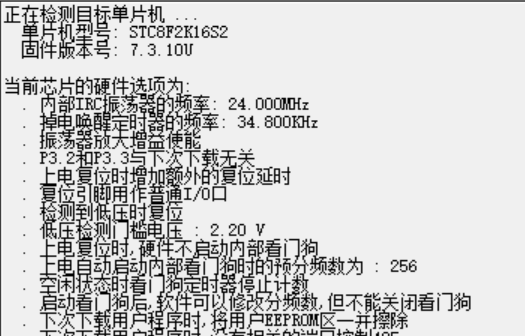 正在检测目标单片机 ...
单片机型号: STC8F2K16S2
固件版本号: 7.3.10U
当前芯片的硬件选项为:
. 内部IRC振荡器的频率: 24.000MHz
. 掉电唤醒定时器的频率: 34.800KHz
. 振荡器放大增益使能
. P3.2和P3.3与下次下载无关
. 上电复位时增加额外的复位延时
. 复位引脚用作普通I/O口
. 检测到低压时复位
. 低压检测门槛电压 : 2.20 V
. 上电复位时,硬件不启动内部看门狗
. 上电自动启动内部看门狗时的预分频数为 : 256
. 空闲状态时看门狗定时器停止计数
. 启动看门狗后,软件可以修改分频数,但不能关闭看门狗
. 下次下载用户程序时,将用户EEPROM区一并擦除